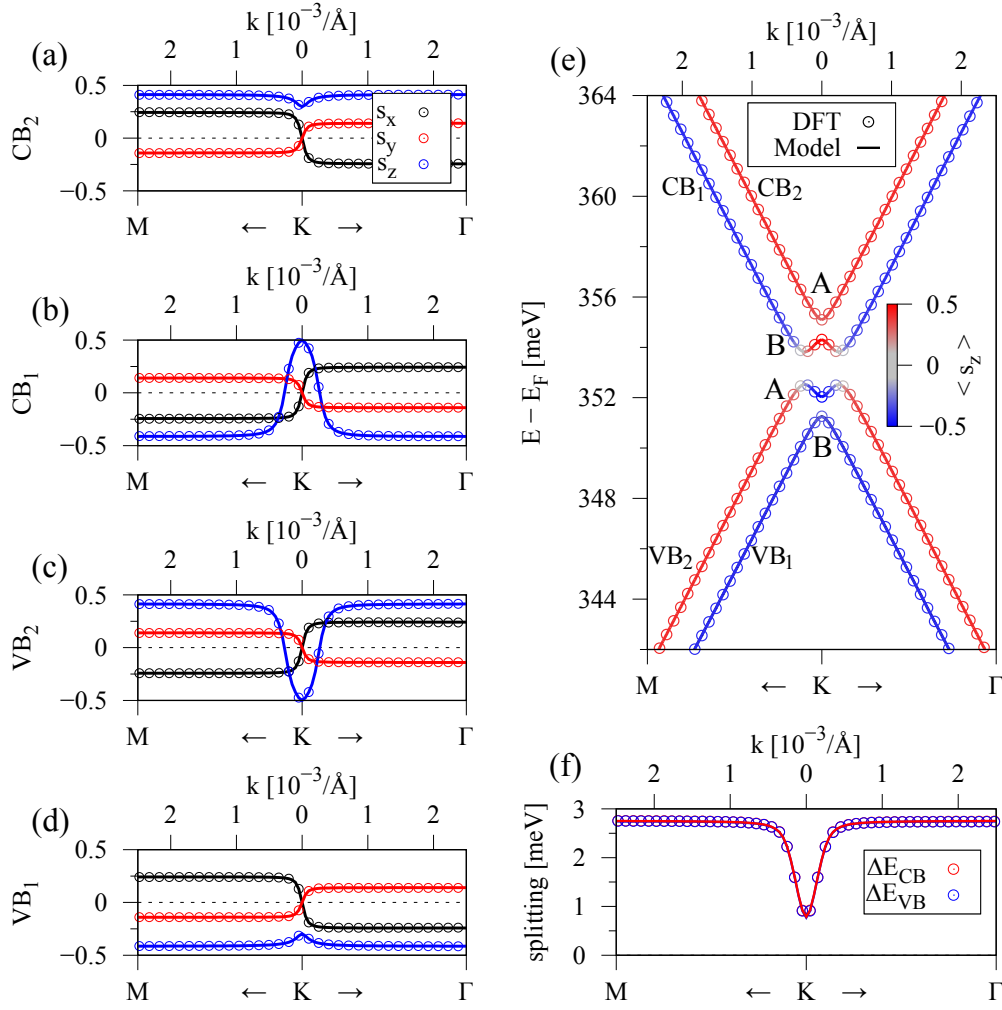 (a)
k [10⁻³/Å]
2 1 0 1 2
CB₂
0.5
0
−0.5
s_x
s_y
s_z
M ← K → Γ
(b)
k [10⁻³/Å]
2 1 0 1 2
CB₁
0.5
0
−0.5
M ← K → Γ
(c)
k [10⁻³/Å]
2 1 0 1 2
VB₂
0.5
0
−0.5
M ← K → Γ
(d)
k [10⁻³/Å]
2 1 0 1 2
VB₁
0.5
0
−0.5
M ← K → Γ
(e)
k [10⁻³/Å]
2 1 0 1 2
E − E_F [meV]
364
360
356
352
348
344
DFT
Model
CB₁
CB₂
A
B
A
B
VB₂
VB₁
0.5
0
−0.5
< s_z >
M ← K → Γ
(f)
k [10⁻³/Å]
2 1 0 1 2
splitting [meV]
3
2
1
0
ΔE_CB
ΔE_VB
M ← K → Γ